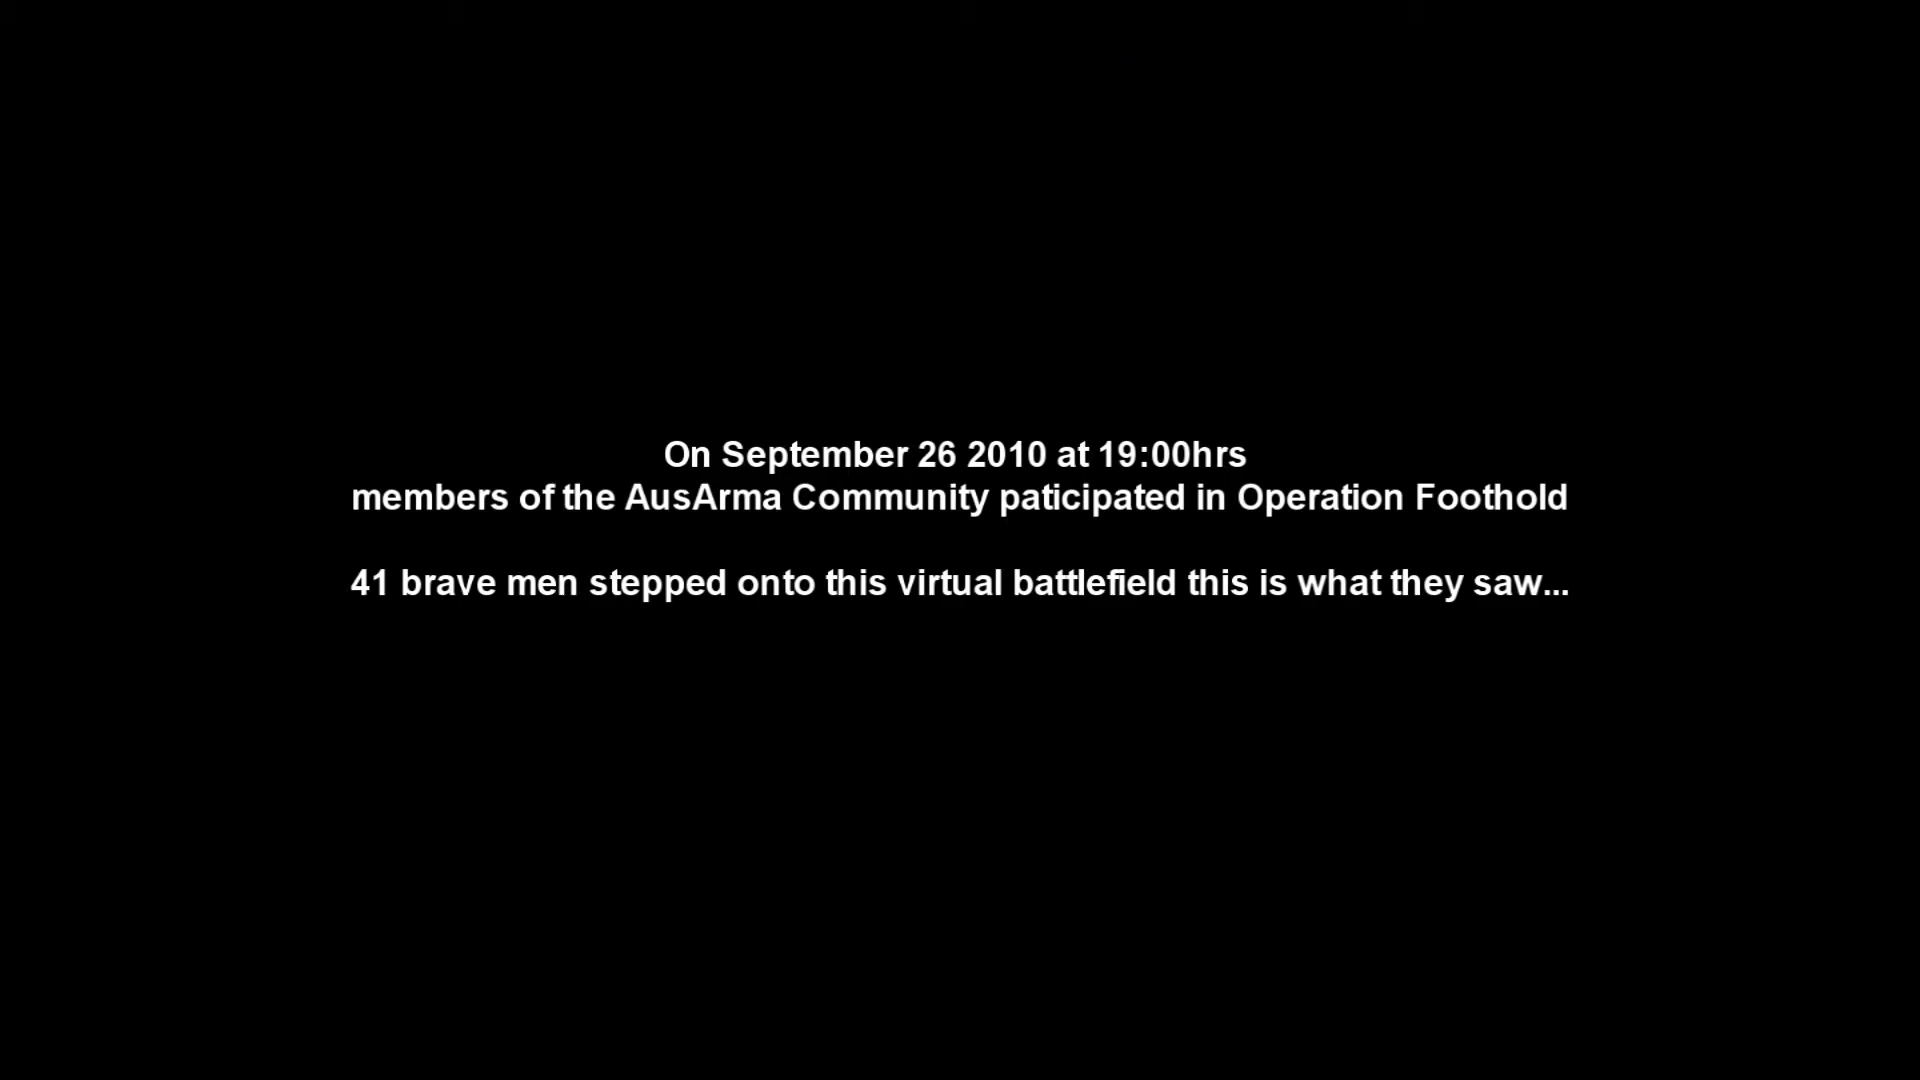 On September 26 2010 at 19:00hrs
members of the AusArma Community paticipated in Operation Foothold
41 brave men stepped onto this virtual battlefield this is what they saw...